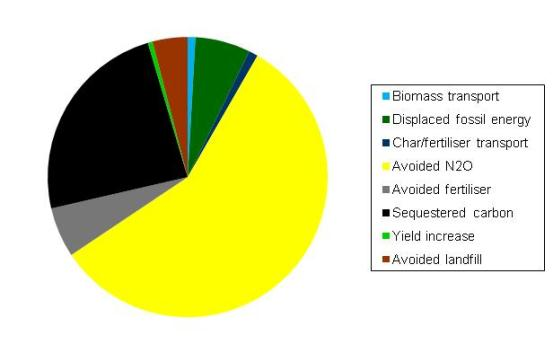 Biomass transport
Displaced fossil energy
Char/fertiliser transport
Avoided N2O
Avoided fertiliser
Sequestered carbon
Yield increase
Avoided landfill